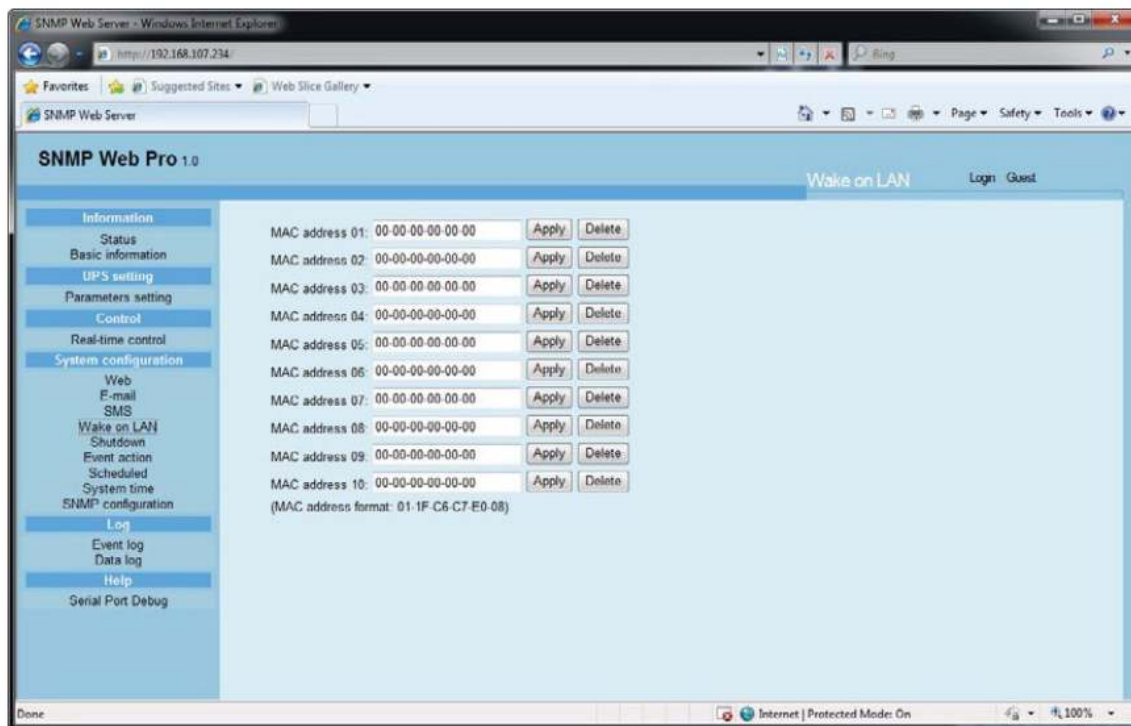 SNMP Web Server - Windows Internet Explorer
http://192.168.107.234/
Bing
Favorites Suggested Sites Web Slice Gallery
SNMP Web Server
Page Safety Tools
SNMP Web Pro 1.0
Wake on LAN Login Guest
Information
Status
Basic information
UPS setting
Parameters setting
Control
Real-time control
System configuration
Web
E-mail
SMS
Wake on LAN
Shutdown
Event action
Scheduled
System time
SNMP configuration
Log
Event log
Data log
Help
Serial Port Debug
MAC address 01: 00-00-00-00-00-00 Apply Delete
MAC address 02: 00-00-00-00-00-00 Apply Delete
MAC address 03: 00-00-00-00-00-00 Apply Delete
MAC address 04: 00-00-00-00-00-00 Apply Delete
MAC address 05: 00-00-00-00-00-00 Apply Delete
MAC address 06: 00-00-00-00-00-00 Apply Delete
MAC address 07: 00-00-00-00-00-00 Apply Delete
MAC address 08: 00-00-00-00-00-00 Apply Delete
MAC address 09: 00-00-00-00-00-00 Apply Delete
MAC address 10: 00-00-00-00-00-00 Apply Delete
(MAC address format: 01-1F-C6-C7-E0-08)
Done Internet | Protected Mode: On 100%